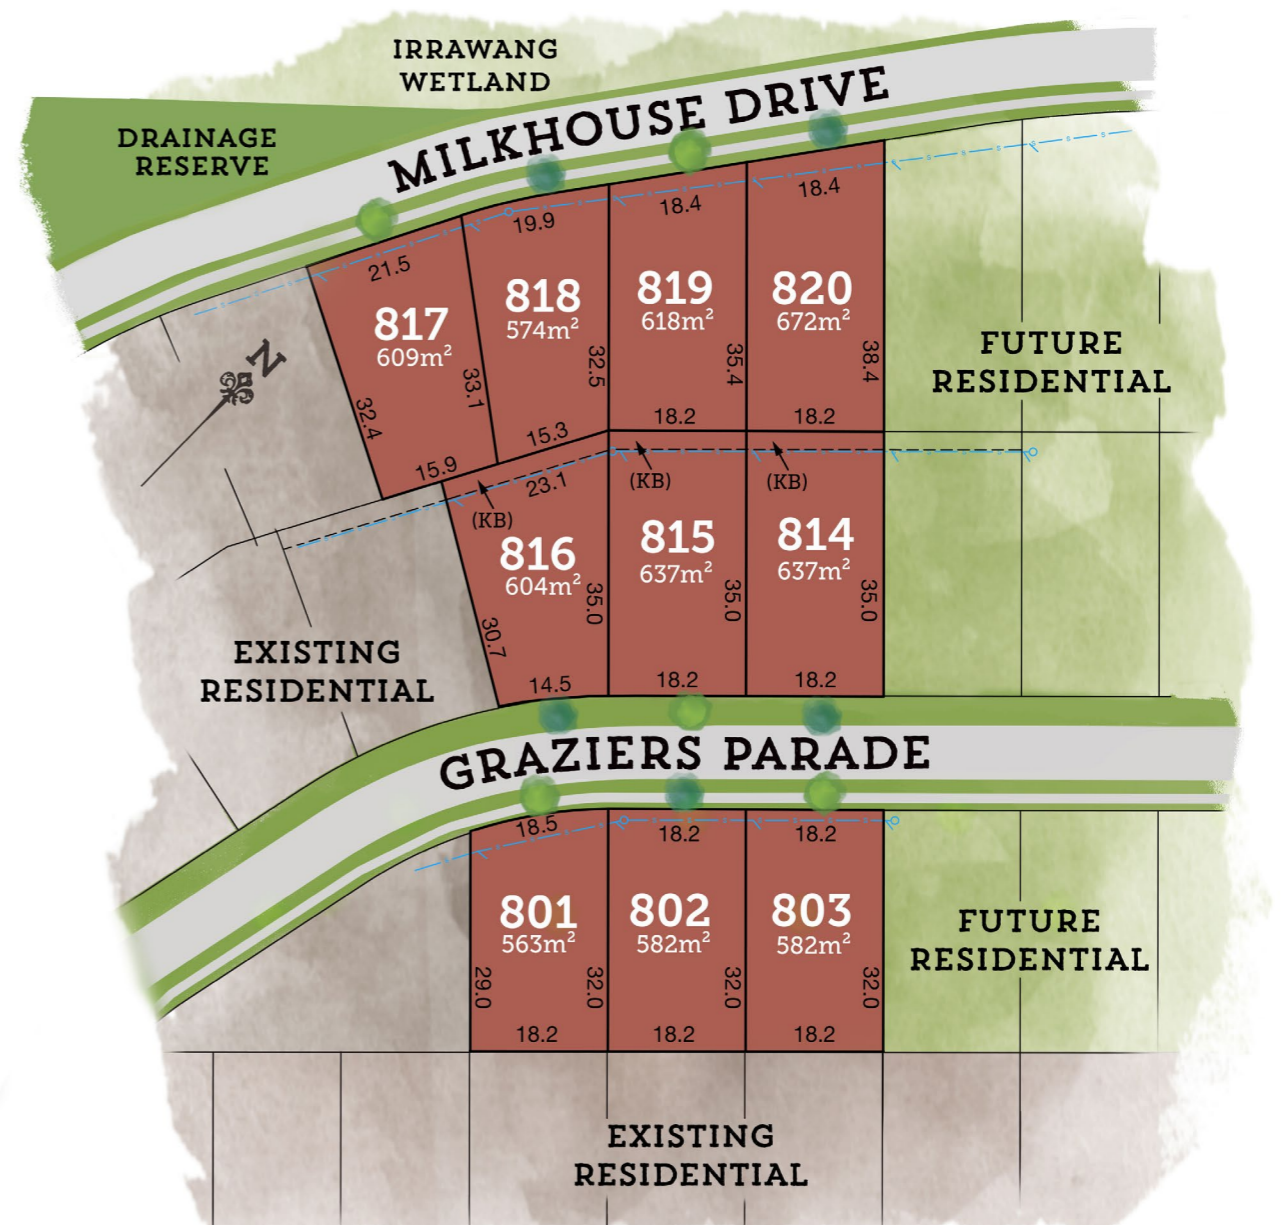 IRRAWANG
WETLAND
MILKHOUSE DRIVE
DRAINAGE
RESERVE
21.5
19.9
18.4
18.4
817
609m²
818
574m²
819
618m²
820
672m²
32.4
33.1
32.5
35.4
38.4
15.9
15.3
18.2
18.2
N
FUTURE
RESIDENTIAL
23.1
(KB)
(KB)
(KB)
816
604m²
815
637m²
814
637m²
30.7
35.0
35.0
35.0
14.5
18.2
18.2
EXISTING
RESIDENTIAL
GRAZIERS PARADE
18.5
18.2
18.2
801
563m²
802
582m²
803
582m²
29.0
32.0
32.0
32.0
18.2
18.2
18.2
FUTURE
RESIDENTIAL
EXISTING
RESIDENTIAL